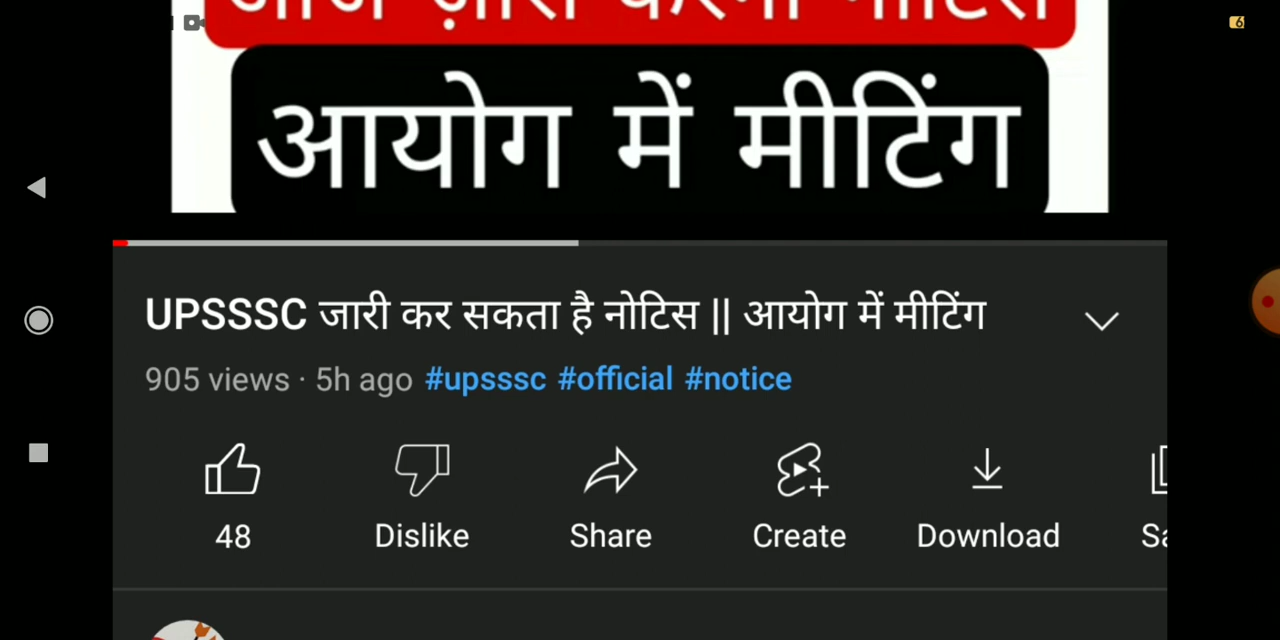 आयोग में मीटिंग
UPSSSC जारी कर सकता है नोटिस || आयोग में मीटिंग
905 views · 5h ago #upsssc #official #notice
48 Dislike Share Create Download